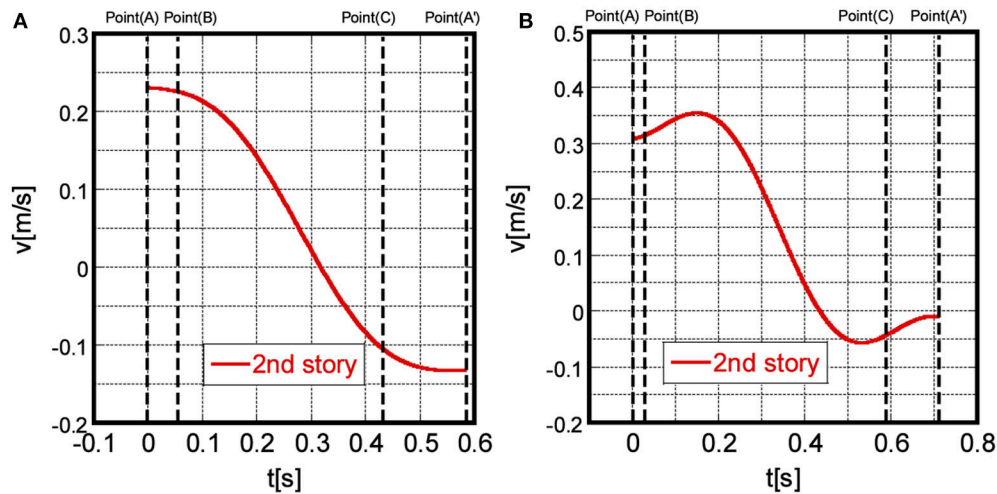 A
Point(A) Point(B) Point(C) Point(A')
0.3
0.2
0.1
0
-0.1
-0.2
v[m/s]
2nd story
-0.1 0 0.1 0.2 0.3 0.4 0.5 0.6
t[s]
B
Point(A) Point(B) Point(C) Point(A')
0.5
0.4
0.3
0.2
0.1
0
-0.1
-0.2
v[m/s]
2nd story
0 0.2 0.4 0.6 0.8
t[s]